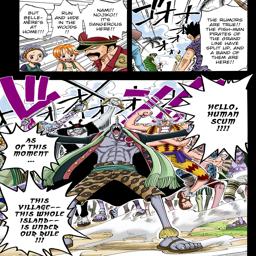 BUT
BELLE-
MERE'S
AT
HOME!!!
RUN
AND HIDE
IN THE
WOODS
!!
NAMI!!
NOJIKO!!
IT'S
DANGEROUS
HERE!!
THE RUMORS
ARE TRUE!!!
THE FISH-MAN
PIRATES OF
THE GRAND
LINE HAVE
SPLIT UP, AND
A BAND OF
THEM ARE
HERE!!
HELLO,
HUMAN
SCUM
!!!!
AS
OF THIS
MOMENT
...
THIS
VILLAGE--
THIS WHOLE
ISLAND--
IS UNDER
OUR RULE
!!!